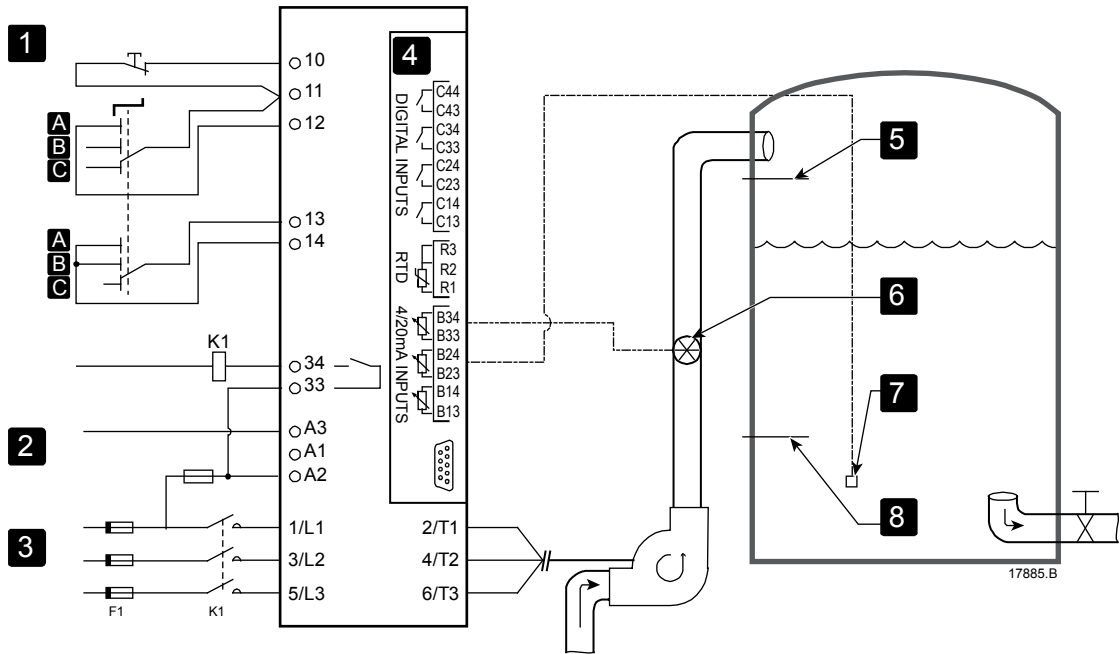 1
10
11
12
A
B
C
13
14
A
B
C
K1
34
33
2
A3
A1
A2
3
1/L1
3/L2
5/L3
F1
K1
2/T1
4/T2
6/T3
4
DIGITAL INPUTS
C44
C43
C34
C33
C24
C23
C14
C13
RTD
R3
R2
R1
4/20mA INPUTS
B34
B33
B24
B23
B14
B13
5
6
7
8
17885.B